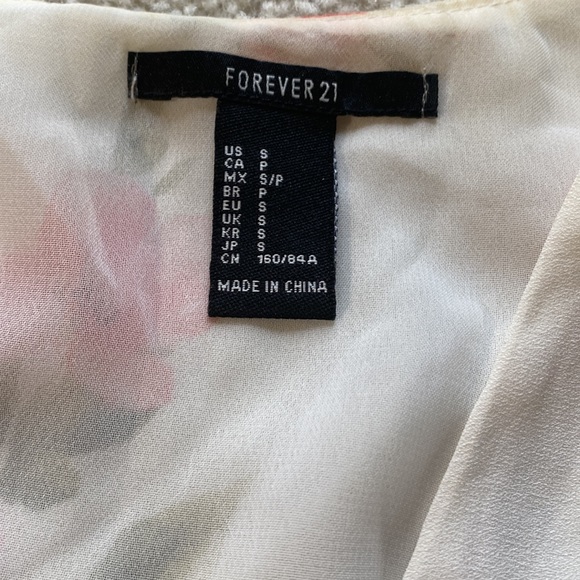 FOREVER 21
US S
CA P
MX S/P
BR P
EU S
UK S
KR S
JP S
CN 160/84A
MADE IN CHINA